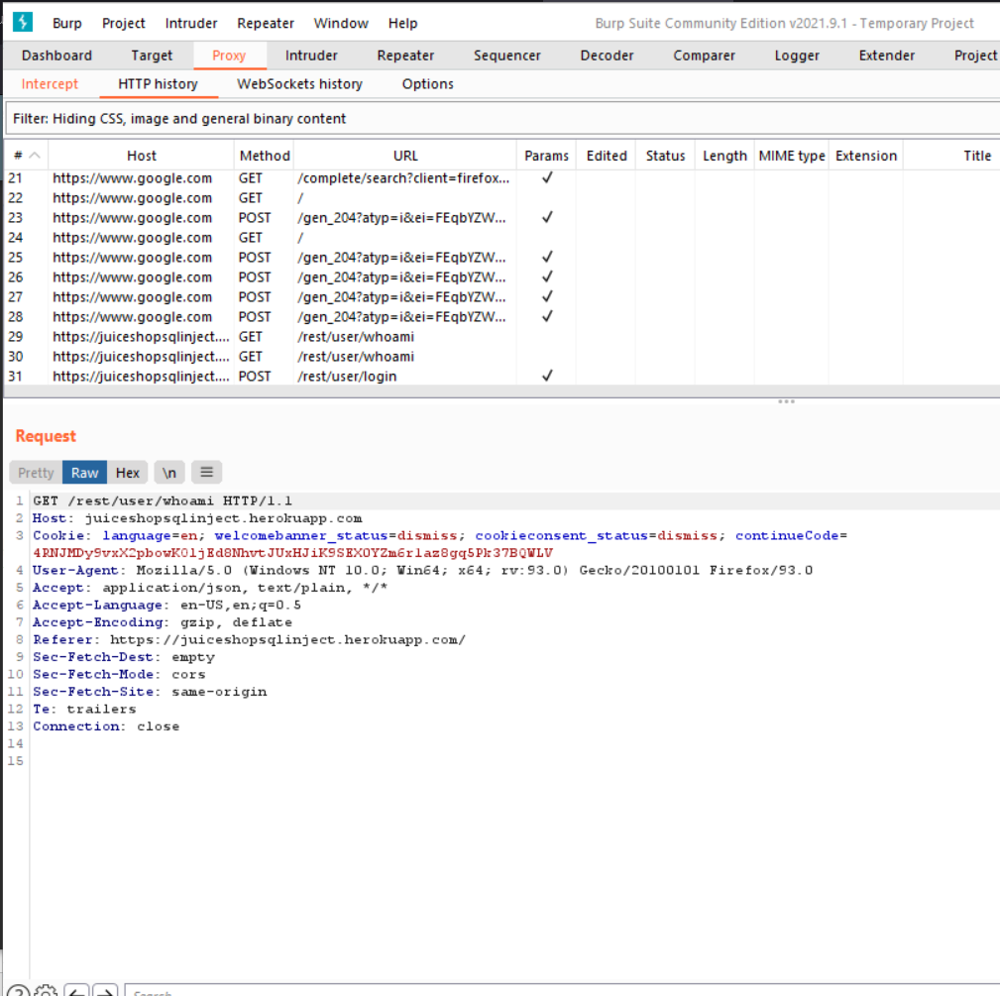 Burp Project Intruder Repeater Window Help Burp Suite Community Edition v2021.9.1 - Temporary Project
Dashboard Target Proxy Intruder Repeater Sequencer Decoder Comparer Logger Extender Project
Intercept HTTP history WebSockets history Options
Filter: Hiding CSS, image and general binary content
# Host Method URL Params Edited Status Length MIME type Extension Title
21 https://www.google.com GET /complete/search?client=firefox... ✓
22 https://www.google.com GET /
23 https://www.google.com POST /gen_204?atyp=i&ei=FEqbYZW... ✓
24 https://www.google.com GET /
25 https://www.google.com POST /gen_204?atyp=i&ei=FEqbYZW... ✓
26 https://www.google.com POST /gen_204?atyp=i&ei=FEqbYZW... ✓
27 https://www.google.com POST /gen_204?atyp=i&ei=FEqbYZW... ✓
28 https://www.google.com POST /gen_204?atyp=i&ei=FEqbYZW... ✓
29 https://juiceshopsqlinject.... GET /rest/user/whoami
30 https://juiceshopsqlinject.... GET /rest/user/whoami
31 https://juiceshopsqlinject.... POST /rest/user/login ✓
Request
Pretty Raw Hex \n
1 GET /rest/user/whoami HTTP/1.1
2 Host: juiceshopsqlinject.herokuapp.com
3 Cookie: language=en; welcomebanner_status=dismiss; cookieconsent_status=dismiss; continueCode=
4RNJMDy9vxX2pbowKOljEd8NhvtJUxHJiK9SEXOYZm6rlaz8gq5Pk37BQWLV
4 User-Agent: Mozilla/5.0 (Windows NT 10.0; Win64; x64; rv:93.0) Gecko/20100101 Firefox/93.0
5 Accept: application/json, text/plain, */*
6 Accept-Language: en-US,en;q=0.5
7 Accept-Encoding: gzip, deflate
8 Referer: https://juiceshopsqlinject.herokuapp.com/
9 Sec-Fetch-Dest: empty
10 Sec-Fetch-Mode: cors
11 Sec-Fetch-Site: same-origin
12 Te: trailers
13 Connection: close
14
15
Search...